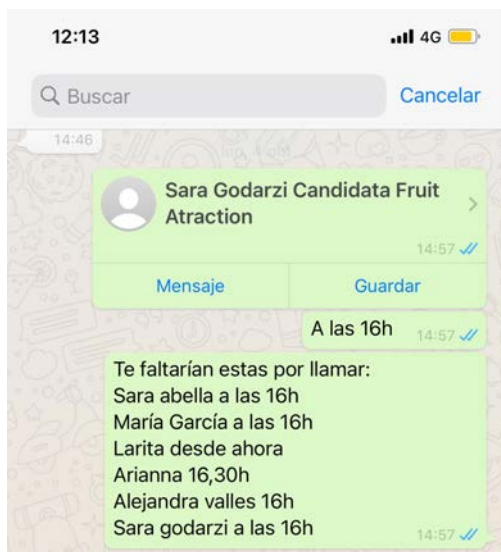 12:13
4G
Buscar
Cancelar
14:46
Sara Godarzi Candidata Fruit
Atraction
14:57
Mensaje
Guardar
A las 16h
14:57
Te faltarían estas por llamar:
Sara abella a las 16h
María García a las 16h
Larita desde ahora
Arianna 16,30h
Alejandra valles 16h
Sara godarzi a las 16h
14:57